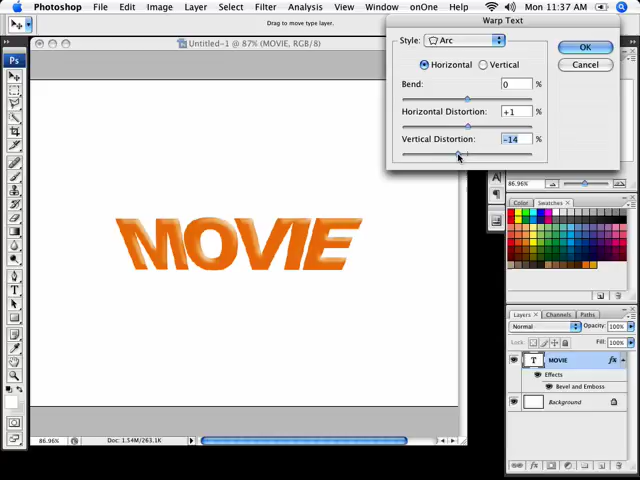 Photoshop File Edit Image Layer Select Filter Analysis View Window onOne Help Mon 11:37 AM
Drag to move type layer.
Untitled-1 @ 87% (MOVIE, RGB/8)
Warp Text
Style: Arc
OK
Horizontal Vertical
Cancel
Bend: 0 %
Horizontal Distortion: +1 %
Vertical Distortion: -14 %
Ps
MOVIE
86.96%
Color Swatches
Layers Channels Paths
Normal Opacity: 100%
Lock: Fill: 100%
T MOVIE fx
Effects
Bevel and Emboss
Background
86.96% Doc: 1.54M/263.1K